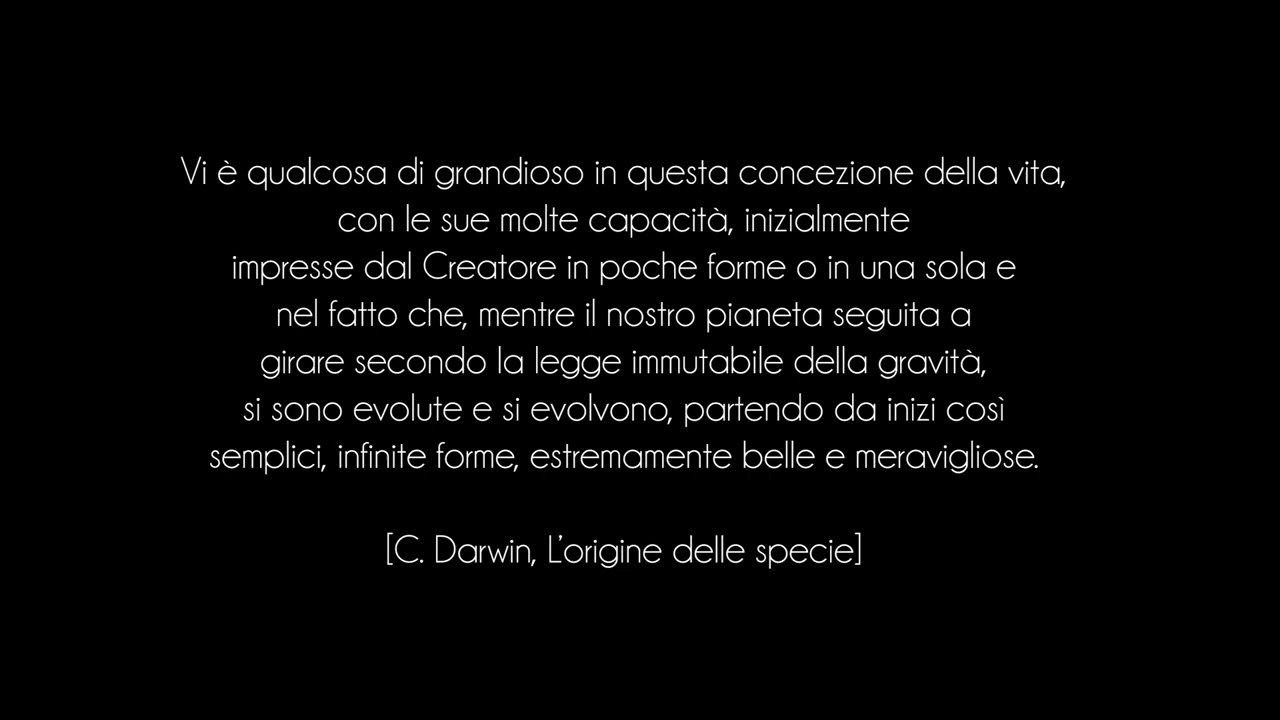 Vi è qualcosa di grandioso in questa concezione della vita,
con le sue molte capacità, inizialmente
impresse dal Creatore in poche forme o in una sola e
nel fatto che, mentre il nostro pianeta seguita a
girare secondo la legge immutabile della gravità,
si sono evolute e si evolvono, partendo da inizi così
semplici, infinite forme, estremamente belle e meravigliose.
[C. Darwin, L'origine delle specie]